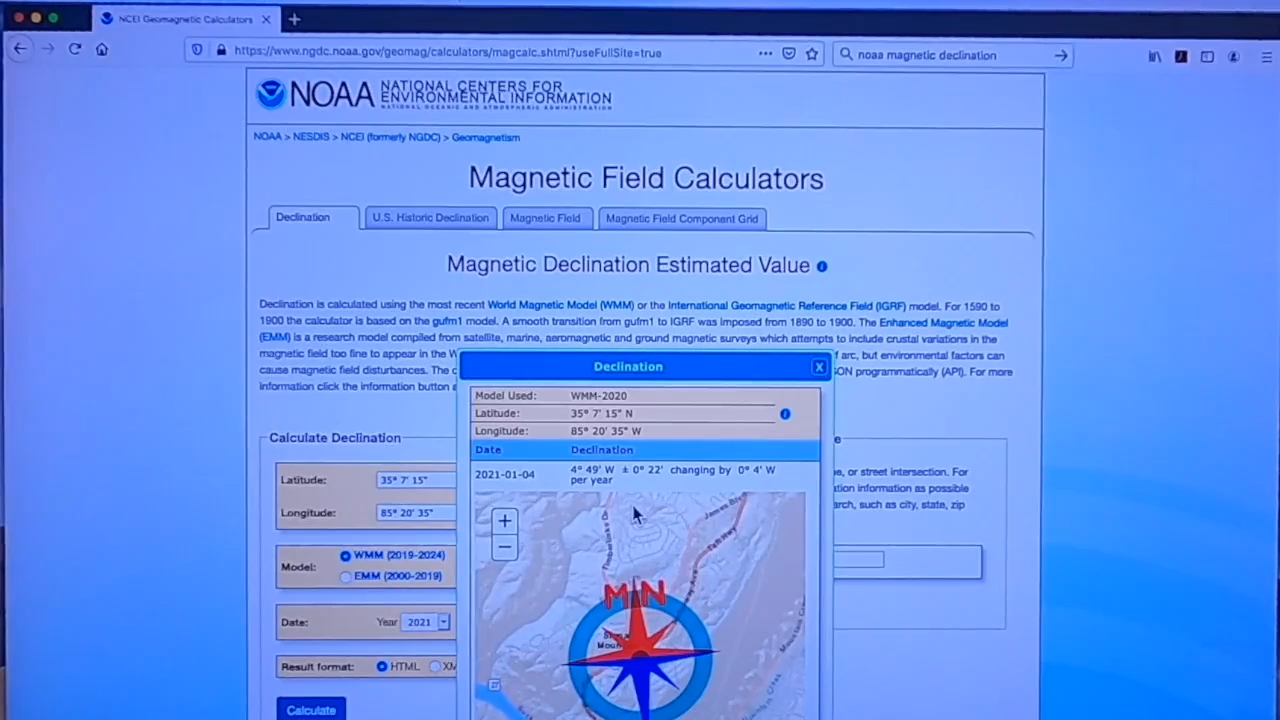 NCEI Geomagnetic Calculators
https://www.ngdc.noaa.gov/geomag/calculators/magcalc.shtml?useFullSite=true
noaa magnetic declination
NOAA NATIONAL CENTERS FOR
ENVIRONMENTAL INFORMATION
NATIONAL OCEANIC AND ATMOSPHERIC ADMINISTRATION
NOAA > NESDIS > NCEI (formerly NGDC) > Geomagnetism
Magnetic Field Calculators
Declination
U.S. Historic Declination
Magnetic Field
Magnetic Field Component Grid
Magnetic Declination Estimated Value
Declination is calculated using the most recent World Magnetic Model (WMM) or the International Geomagnetic Reference Field (IGRF) model. For 1590 to
1900 the calculator is based on the gufm1 model. A smooth transition from gufm1 to IGRF was imposed from 1890 to 1900. The Enhanced Magnetic Model
(EMM) is a research model compiled from satellite, marine, aeromagnetic and ground magnetic surveys which attempts to include crustal variations in the
magnetic field too fine to appear in the W
f arc, but environmental factors can
cause magnetic field disturbances. The c
SON programmatically (API). For more
information click the information button a
Declination
X
Model Used: WMM-2020
Latitude: 35° 7' 15" N
Longitude: 85° 20' 35" W
Date Declination
2021-01-04 4° 49' W ± 0° 22' changing by 0° 4' W
per year
Calculate Declination
Latitude: 35° 7' 15"
Longitude: 85° 20' 35"
Model: WMM (2019-2024)
EMM (2000-2019)
Date: Year 2021
Result format: HTML XM
Calculate
e
e, or street intersection. For
tion information as possible
arch, such as city, state, zip
+
−
James Blvd
Taft Hwy
M N